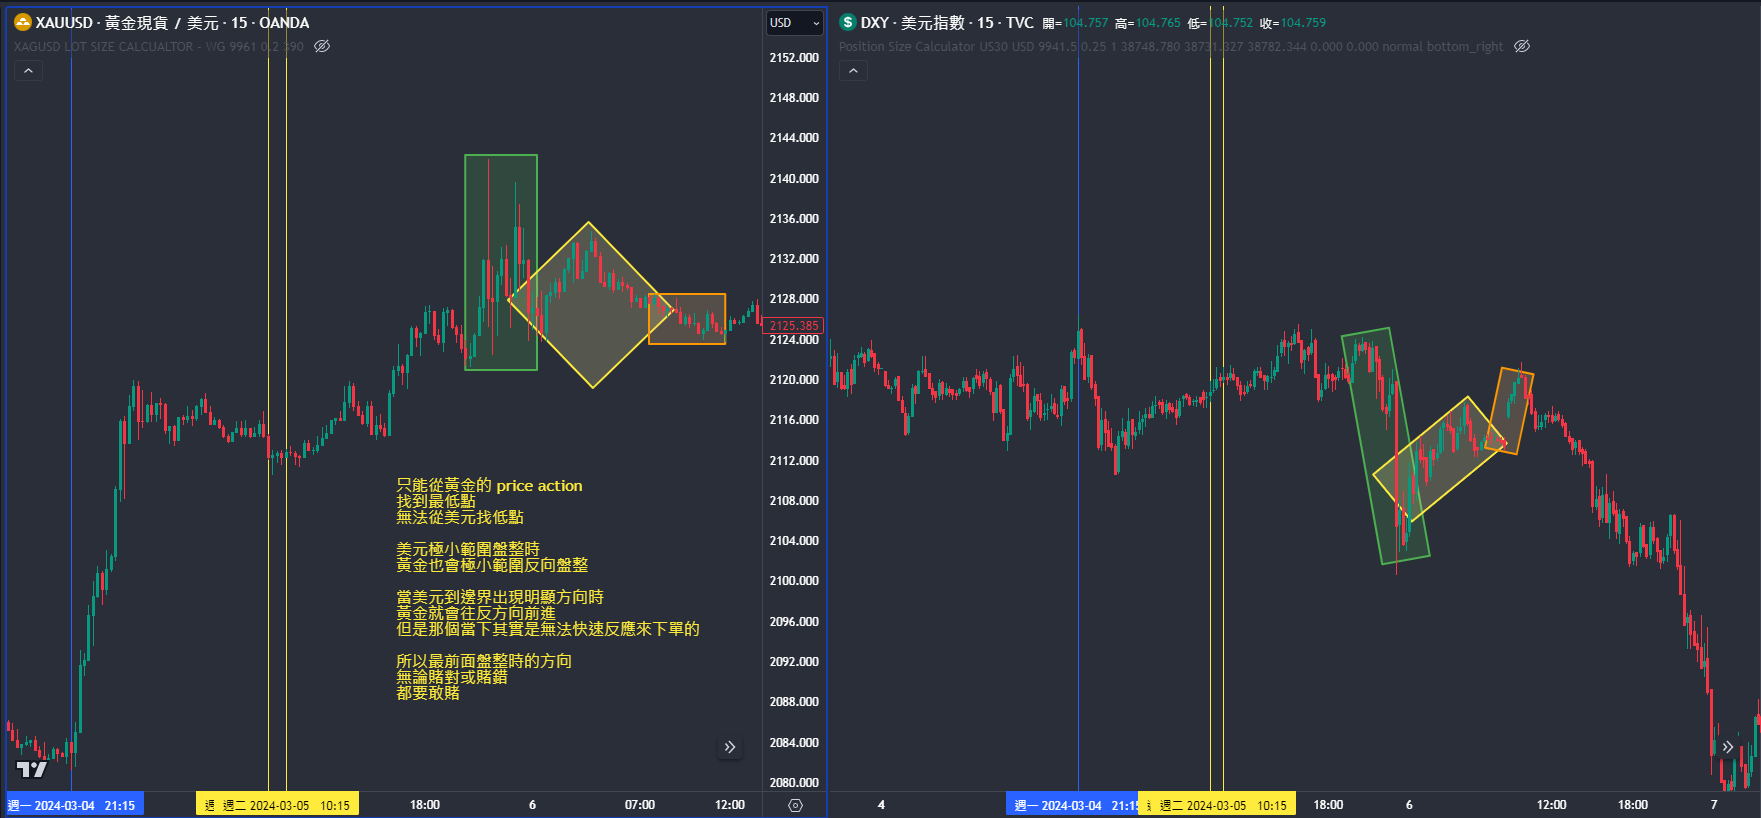 XAUUSD · 黃金現貨 / 美元 · 15 · OANDA
XAGUSD LOT SIZE CALCUALTOR - WG 9961 0.2 390
USD
2152.000
2148.000
2144.000
2140.000
2136.000
2132.000
2128.000
2125.385
2124.000
2120.000
2116.000
2112.000
2108.000
2104.000
2100.000
2096.000
2092.000
2088.000
2084.000
2080.000
只能從黃金的 price action
找到最低點
無法從美元找低點
美元極小範圍盤整時
黃金也會極小範圍反向盤整
當美元到邊界出現明顯方向時
黃金就會往反方向前進
但是那個當下其實是無法快速反應來下單的
所以最前面盤整時的方向
無論賭對或賭錯
都要敢賭
週一 2024-03-04 21:15
週二 2024-03-05 10:15
18:00
6
07:00
12:00
DXY · 美元指數 · 15 · TVC 開=104.757 高=104.765 低=104.752 收=104.759
Position Size Calculator US30 USD 9941.5 0.25 1 38748.780 38731.327 38782.344 0.000 0.000 normal bottom_right
4
週一 2024-03-04 21:15
週二 2024-03-05 10:15
18:00
6
12:00
18:00
7